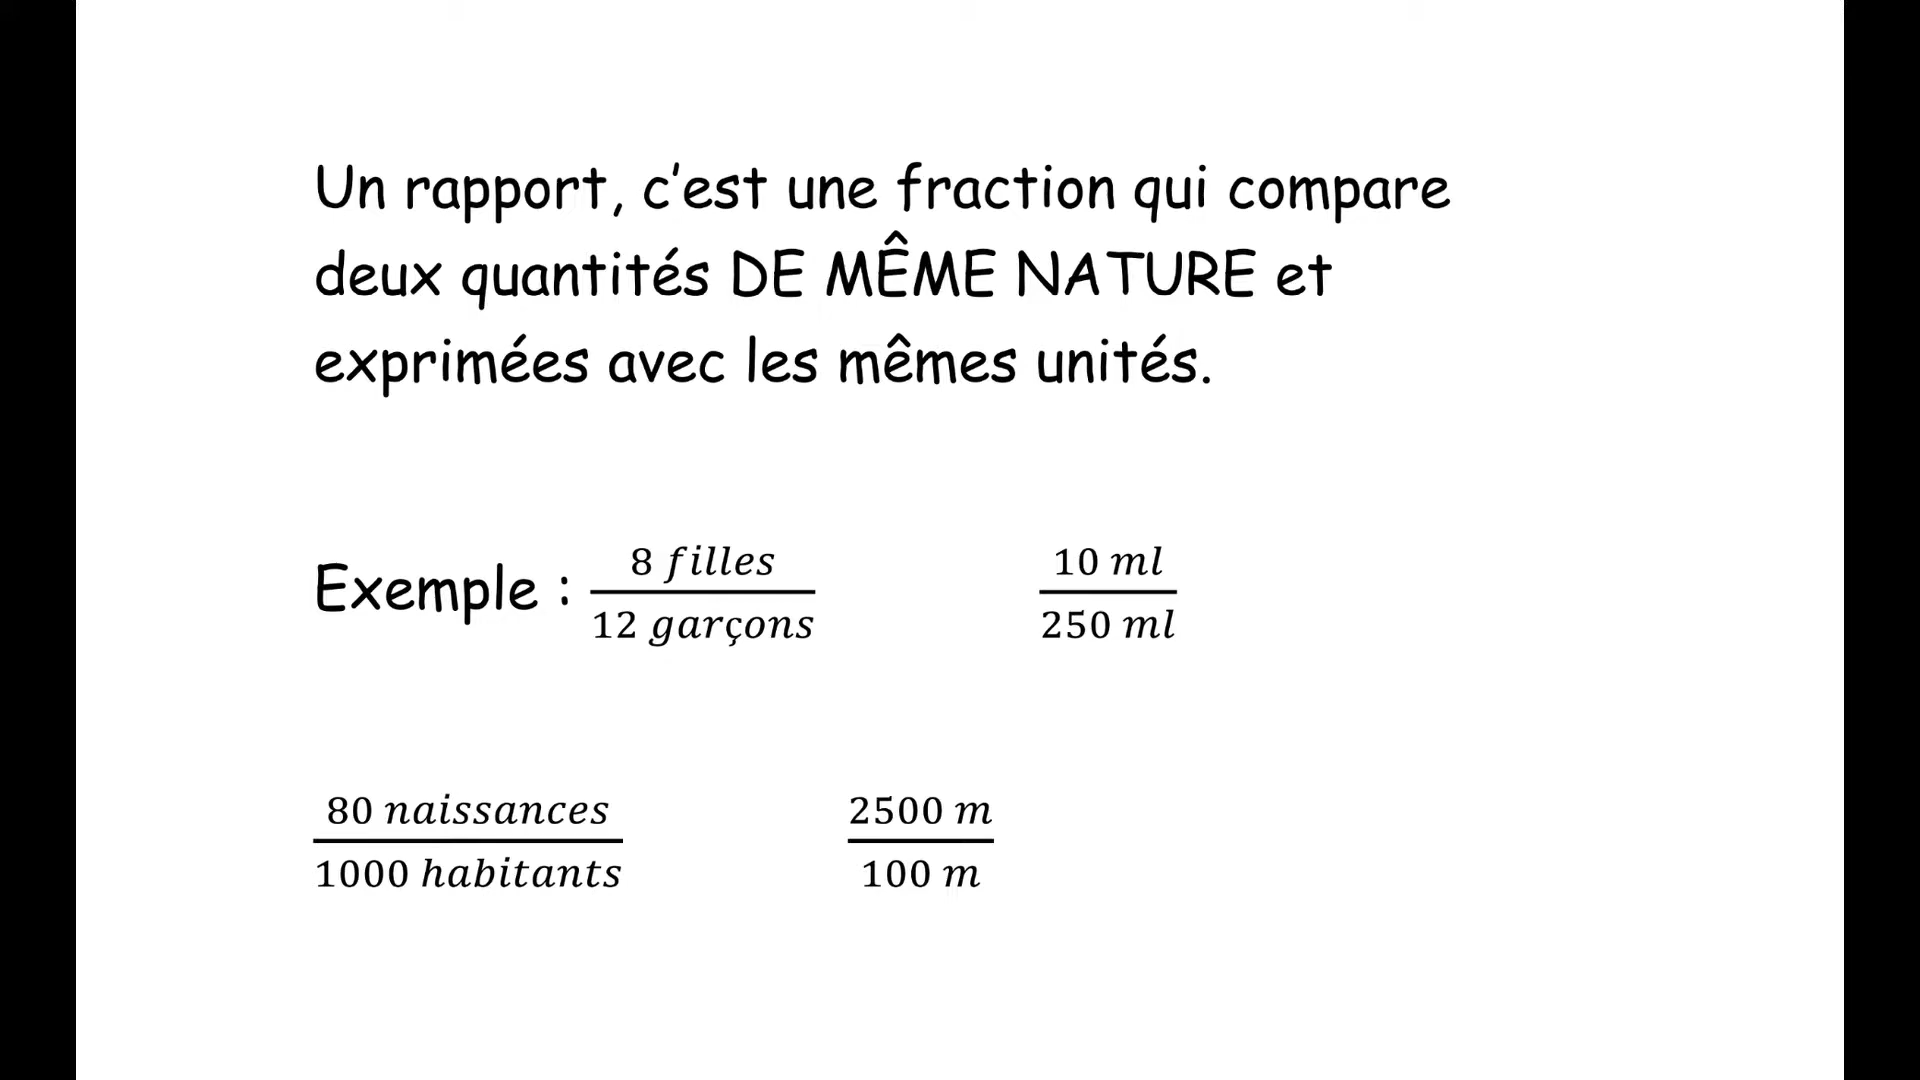 Un rapport, c’est une fraction qui compare
deux quantités DE MÊME NATURE et
exprimées avec les mêmes unités.
Exemple : 8 filles / 12 garçons 10 ml / 250 ml
80 naissances / 1000 habitants 2500 m / 100 m